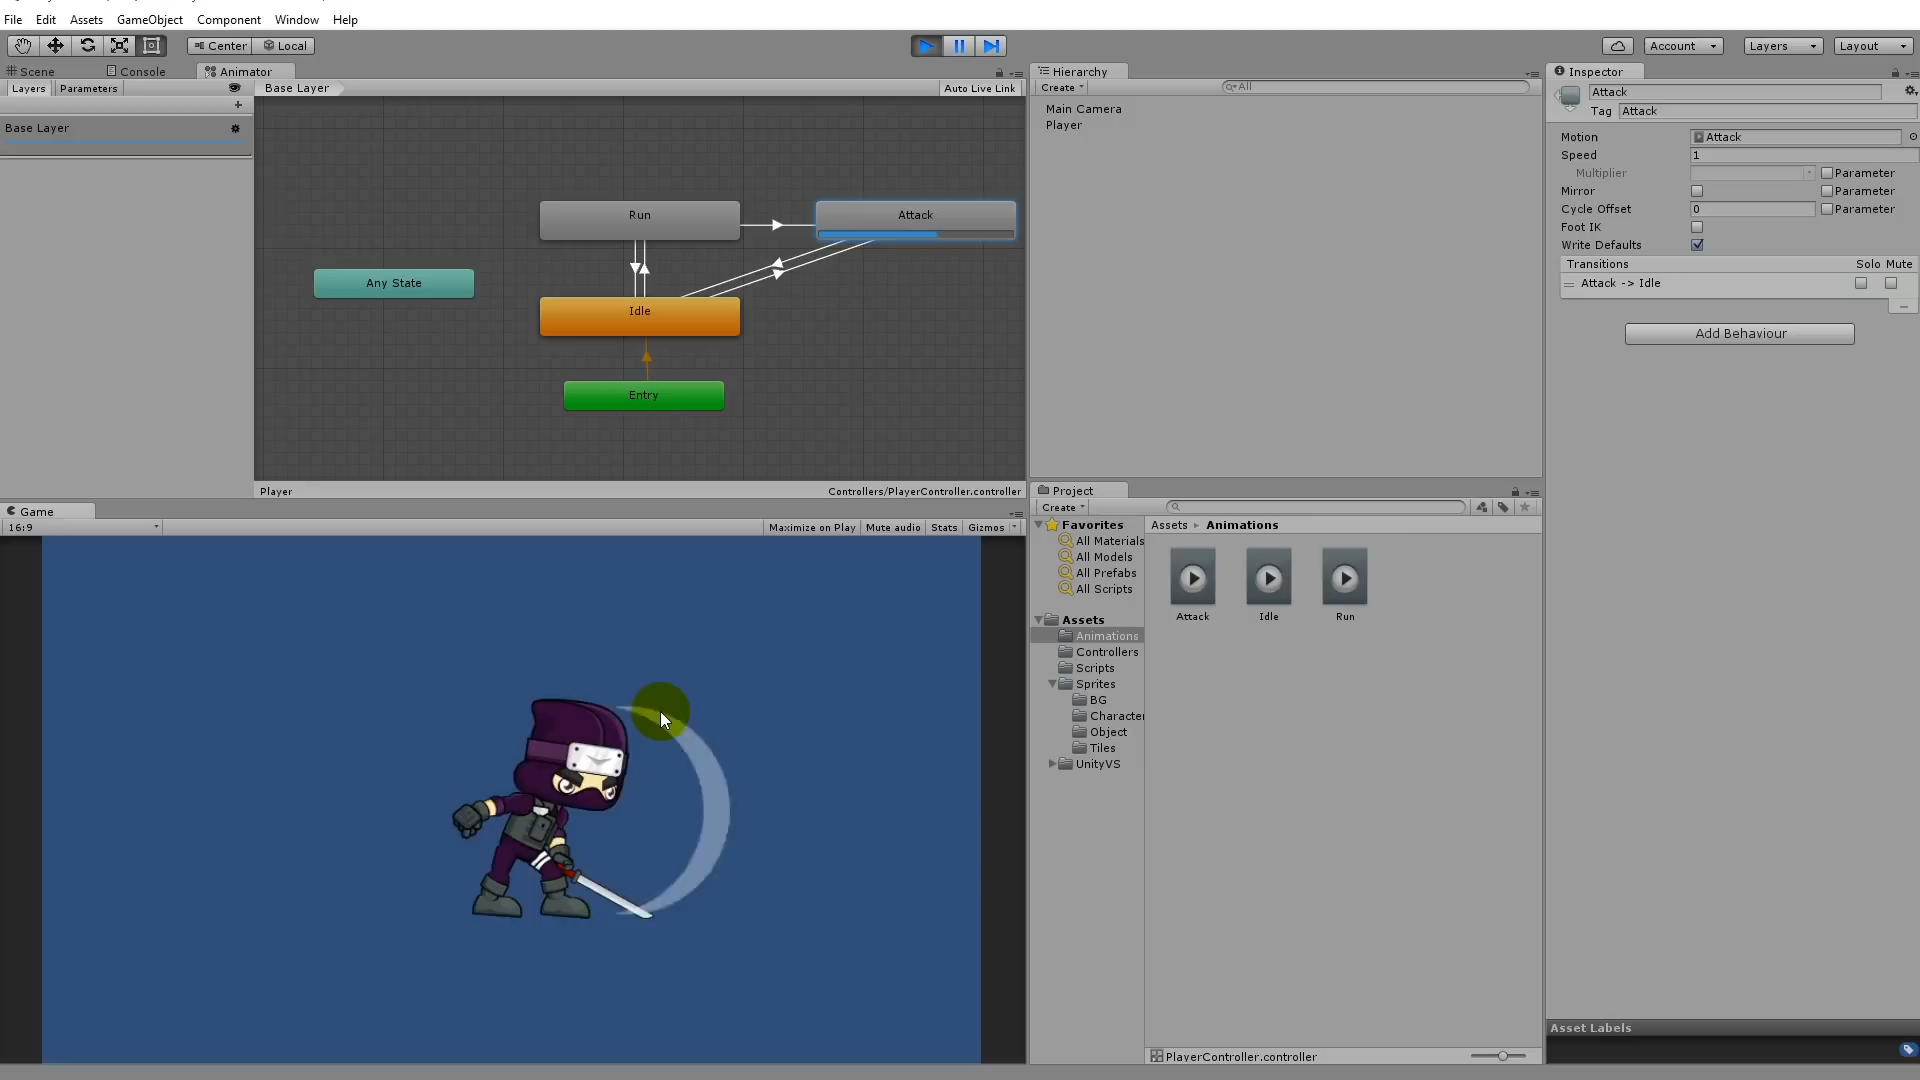 File Edit Assets GameObject Component Window Help
Center Local
Account Layers Layout
Scene Console Animator
Layers Parameters
Base Layer
Auto Live Link
Base Layer
Run
Attack
Any State
Idle
Entry
Player
Controllers/PlayerController.controller
Game
16:9
Maximize on Play Mute audio Stats Gizmos
Hierarchy
Create
All
Main Camera
Player
Project
Create
Favorites
All Materials
All Models
All Prefabs
All Scripts
Assets
Animations
Controllers
Scripts
Sprites
BG
Character
Object
Tiles
UnityVS
Assets Animations
Attack Idle Run
PlayerController.controller
Inspector
Attack
Tag Attack
Motion Attack
Speed 1
Multiplier Parameter
Mirror Parameter
Cycle Offset 0 Parameter
Foot IK
Write Defaults
Transitions Solo Mute
Attack -> Idle
Add Behaviour
Asset Labels